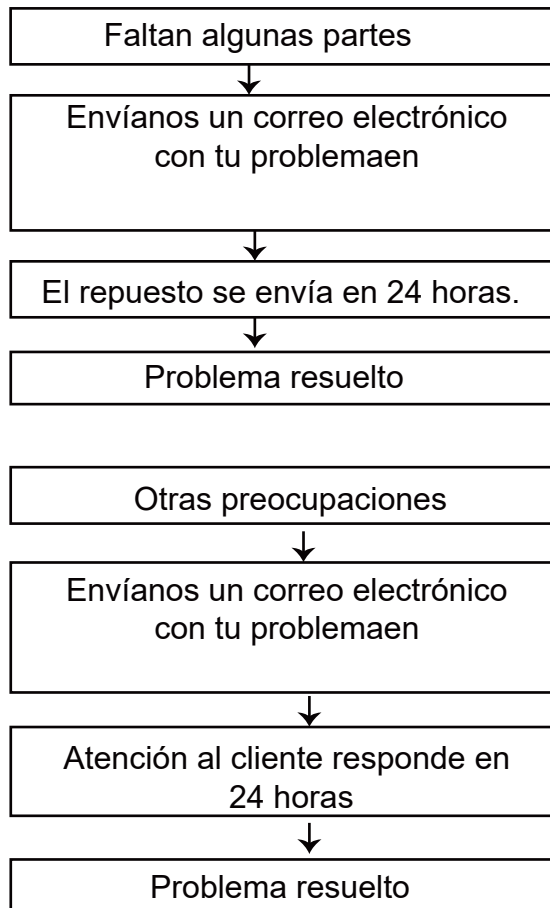 Faltan algunas partes
Envíanos un correo electrónico
con tu problemaen
El repuesto se envía en 24 horas.
Problema resuelto
Otras preocupaciones
Envíanos un correo electrónico
con tu problemaen
Atención al cliente responde en
24 horas
Problema resuelto